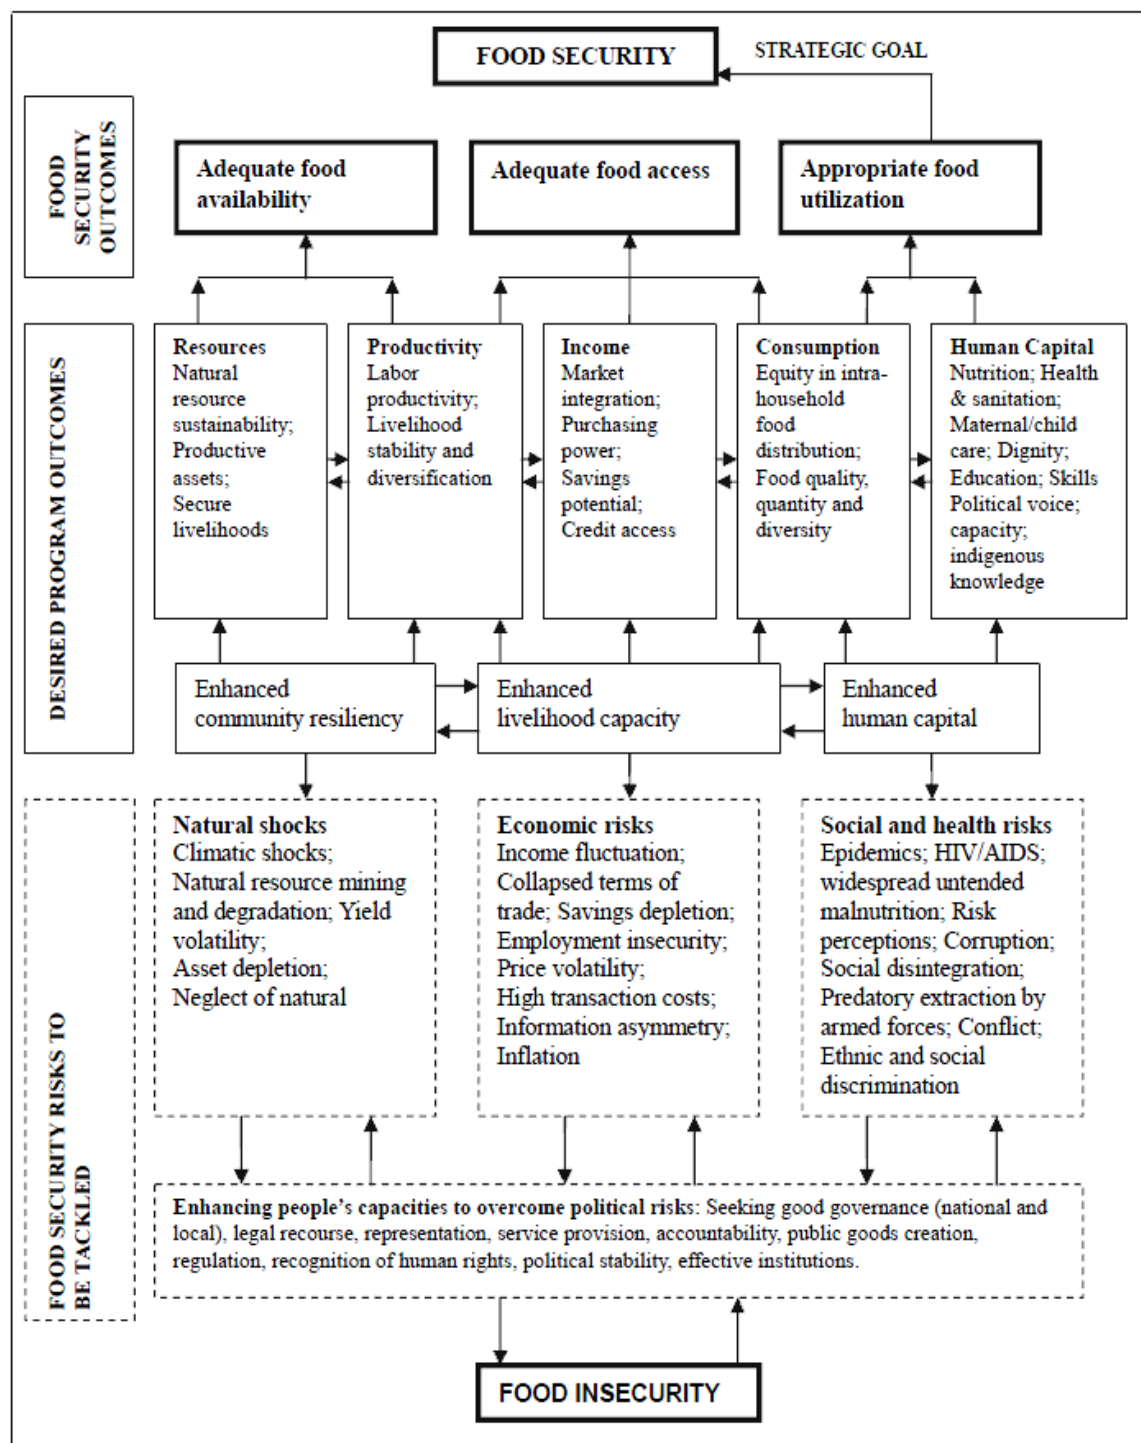 FOOD SECURITY
STRATEGIC GOAL
FOOD
SECURITY
OUTCOMES
Adequate food
availability
Adequate food access
Appropriate food
utilization
DESIRED PROGRAM OUTCOMES
Resources
Natural
resource
sustainability;
Productive
assets;
Secure
livelihoods
Productivity
Labor
productivity;
Livelihood
stability and
diversification
Income
Market
integration;
Purchasing
power;
Savings
potential;
Credit access
Consumption
Equity in intra-
household
food
distribution;
Food quality,
quantity and
diversity
Human Capital
Nutrition; Health
& sanitation;
Maternal/child
care; Dignity;
Education; Skills
Political voice;
capacity;
indigenous
knowledge
Enhanced
community resiliency
Enhanced
livelihood capacity
Enhanced
human capital
FOOD SECURITY RISKS TO
BE TACKLED
Natural shocks
Climatic shocks;
Natural resource mining
and degradation; Yield
volatility;
Asset depletion;
Neglect of natural
Economic risks
Income fluctuation;
Collapsed terms of
trade; Savings depletion;
Employment insecurity;
Price volatility;
High transaction costs;
Information asymmetry;
Inflation
Social and health risks
Epidemics; HIV/AIDS;
widespread untended
malnutrition; Risk
perceptions; Corruption;
Social disintegration;
Predatory extraction by
armed forces; Conflict;
Ethnic and social
discrimination
Enhancing people's capacities to overcome political risks: Seeking good governance (national and
local), legal recourse, representation, service provision, accountability, public goods creation,
regulation, recognition of human rights, political stability, effective institutions.
FOOD INSECURITY